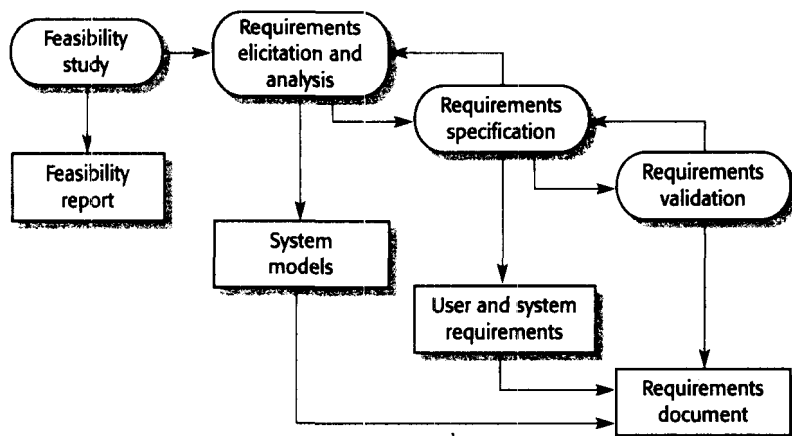 Feasibility
study
Requirements
elicitation and
analysis
Requirements
specification
Requirements
validation
Feasibility
report
System
models
User and system
requirements
Requirements
document